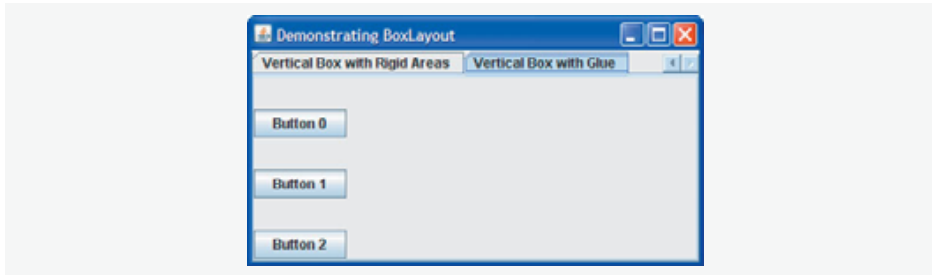 Demonstrating BoxLayout
Vertical Box with Rigid Areas
Vertical Box with Glue
Button 0
Button 1
Button 2